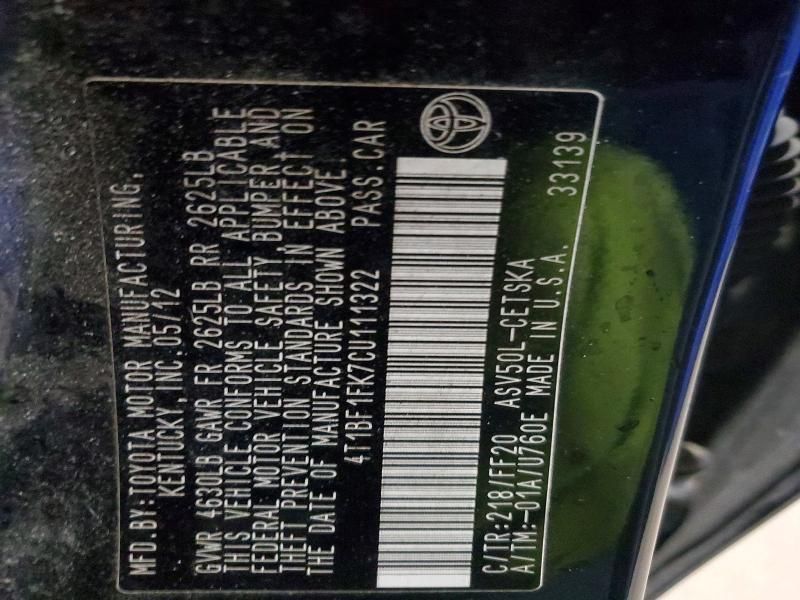 MFD.BY:TOYOTA MOTOR MANUFACTURING,
KENTUCKY,INC.05/12
GWR 4630LB GAWR FR 2625LB RR 2625LB
THIS VEHICLE CONFORMS TO ALL APPLICABLE
FEDERAL MOTOR VEHICLE SAFETY, BUMPER, AND
THEFT PREVENTION STANDARDS IN EFFECT ON
THE DATE OF MANUFACTURE SHOWN ABOVE.
4T1BF1FK7CU111322 PASS.CAR
C/TR:218/FF20 ASV50L-CETSKA
A/TM:-01A/U760E MADE IN U.S.A. 33139